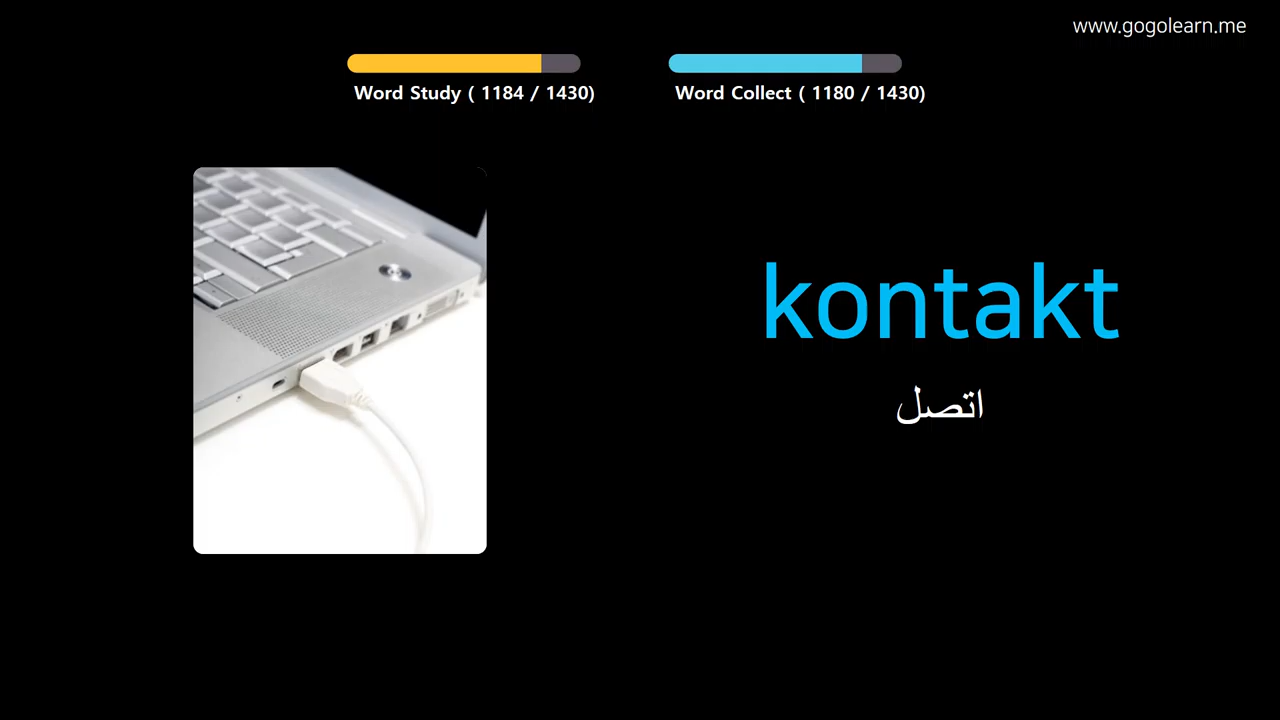 www.gogolearn.me
Word Study ( 1184 / 1430)
Word Collect ( 1180 / 1430)
kontakt
اتصل